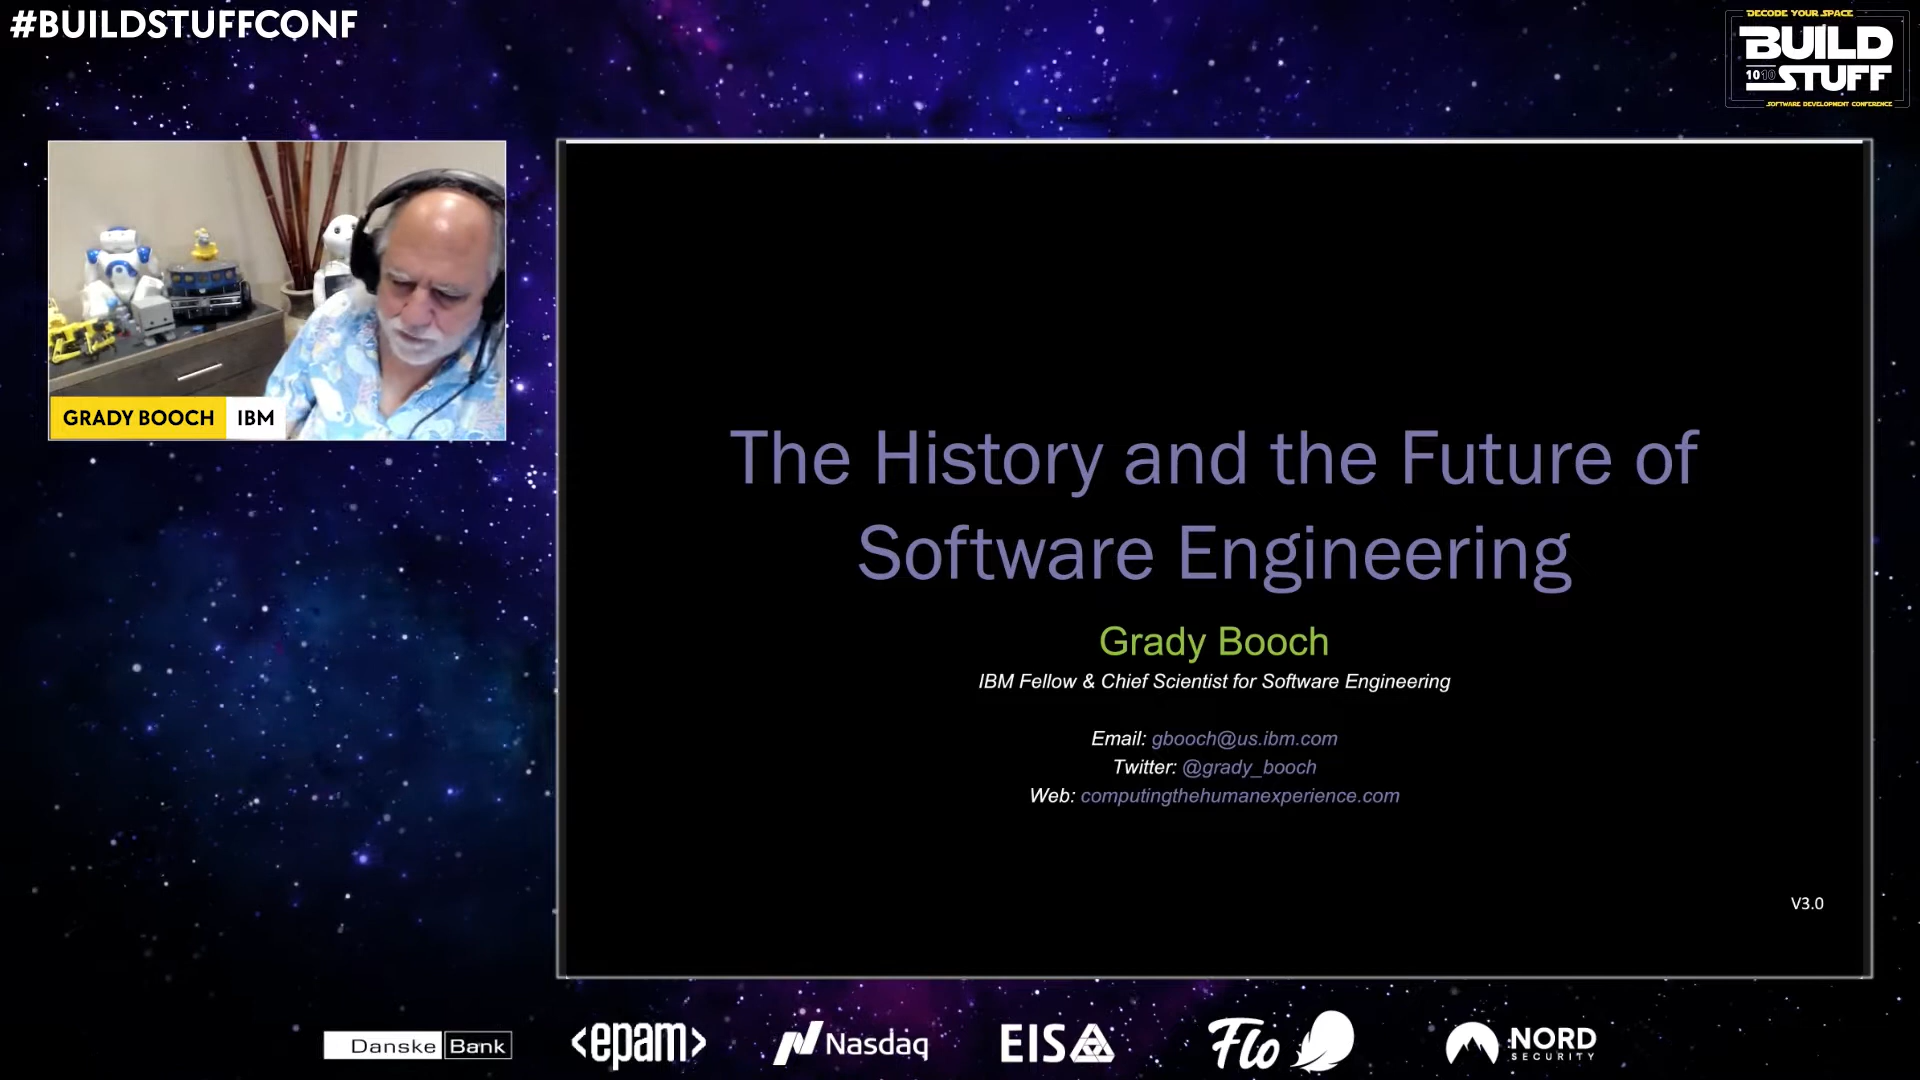 #BUILDSTUFFCONF
DECODE YOUR SPACE
BUILD
1010 STUFF
SOFTWARE DEVELOPMENT CONFERENCE
GRADY BOOCH IBM
The History and the Future of
Software Engineering
Grady Booch
IBM Fellow & Chief Scientist for Software Engineering
Email: gbooch@us.ibm.com
Twitter: @grady_booch
Web: computingthehumanexperience.com
V3.0
Danske Bank
<epam>
Nasdaq
EIS
Flo
NORD
SECURITY